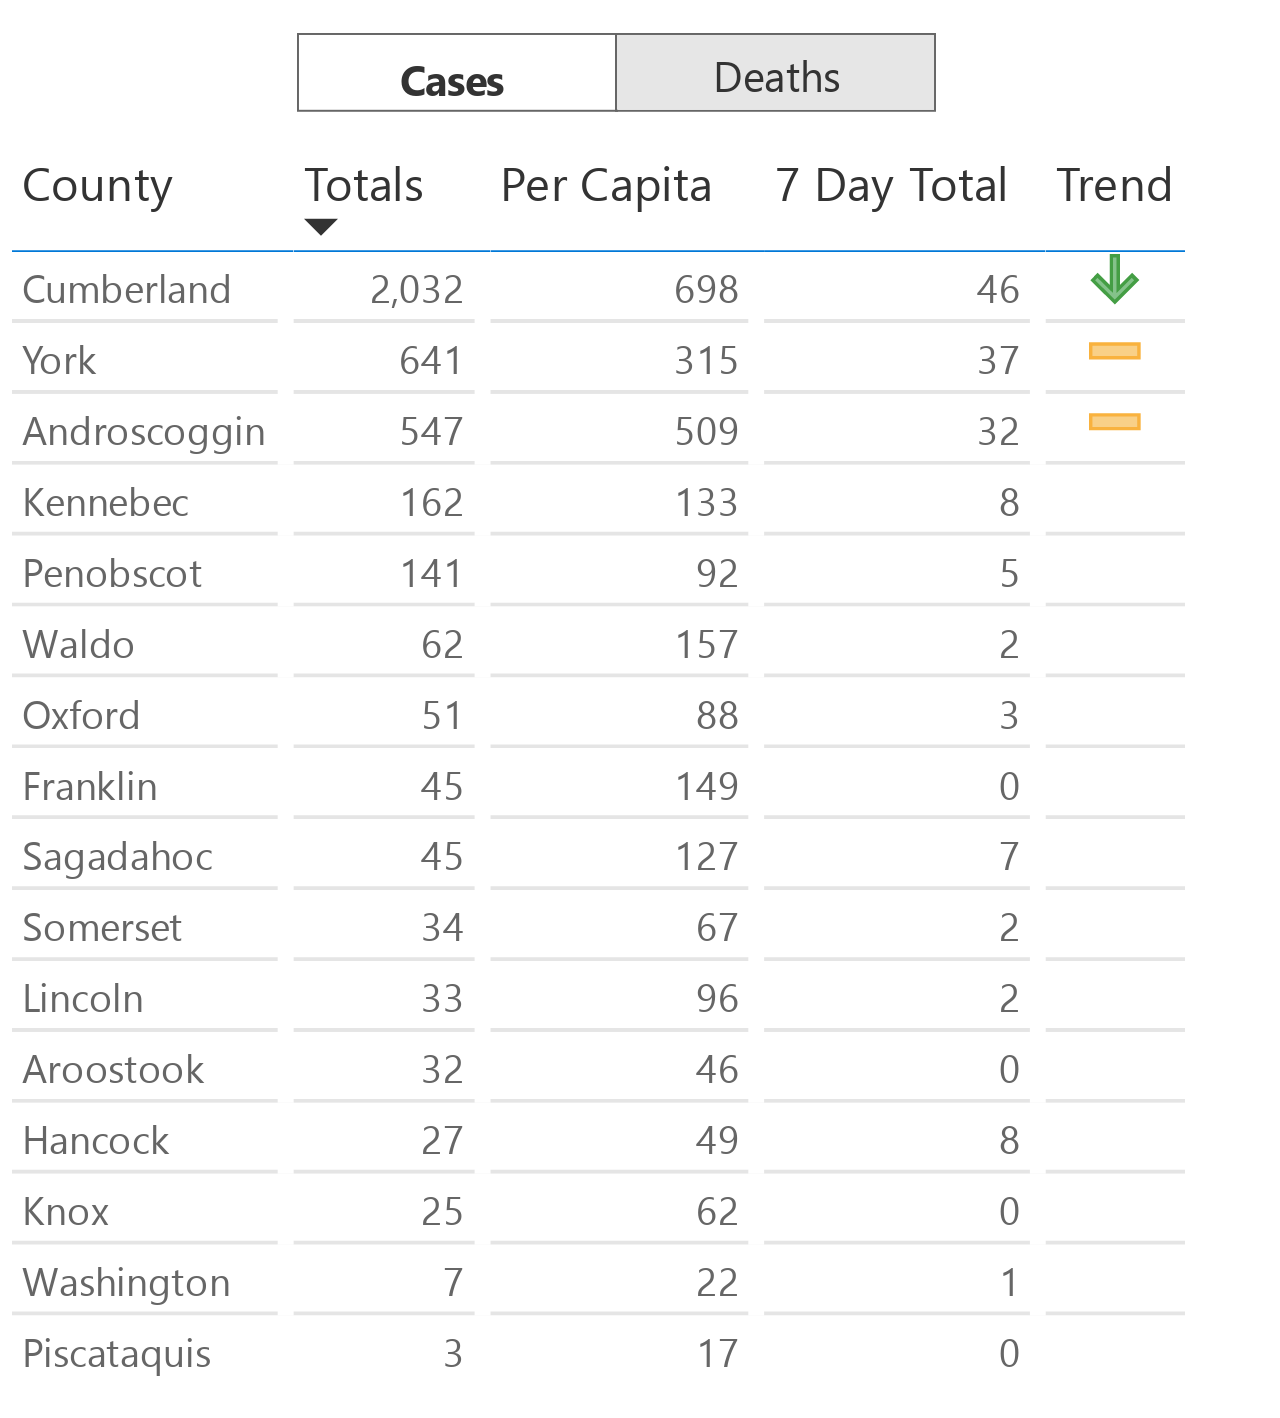 Cases Deaths
County Totals Per Capita 7 Day Total Trend
Cumberland 2,032 698 46
York 641 315 37
Androscoggin 547 509 32
Kennebec 162 133 8
Penobscot 141 92 5
Waldo 62 157 2
Oxford 51 88 3
Franklin 45 149 0
Sagadahoc 45 127 7
Somerset 34 67 2
Lincoln 33 96 2
Aroostook 32 46 0
Hancock 27 49 8
Knox 25 62 0
Washington 7 22 1
Piscataquis 3 17 0